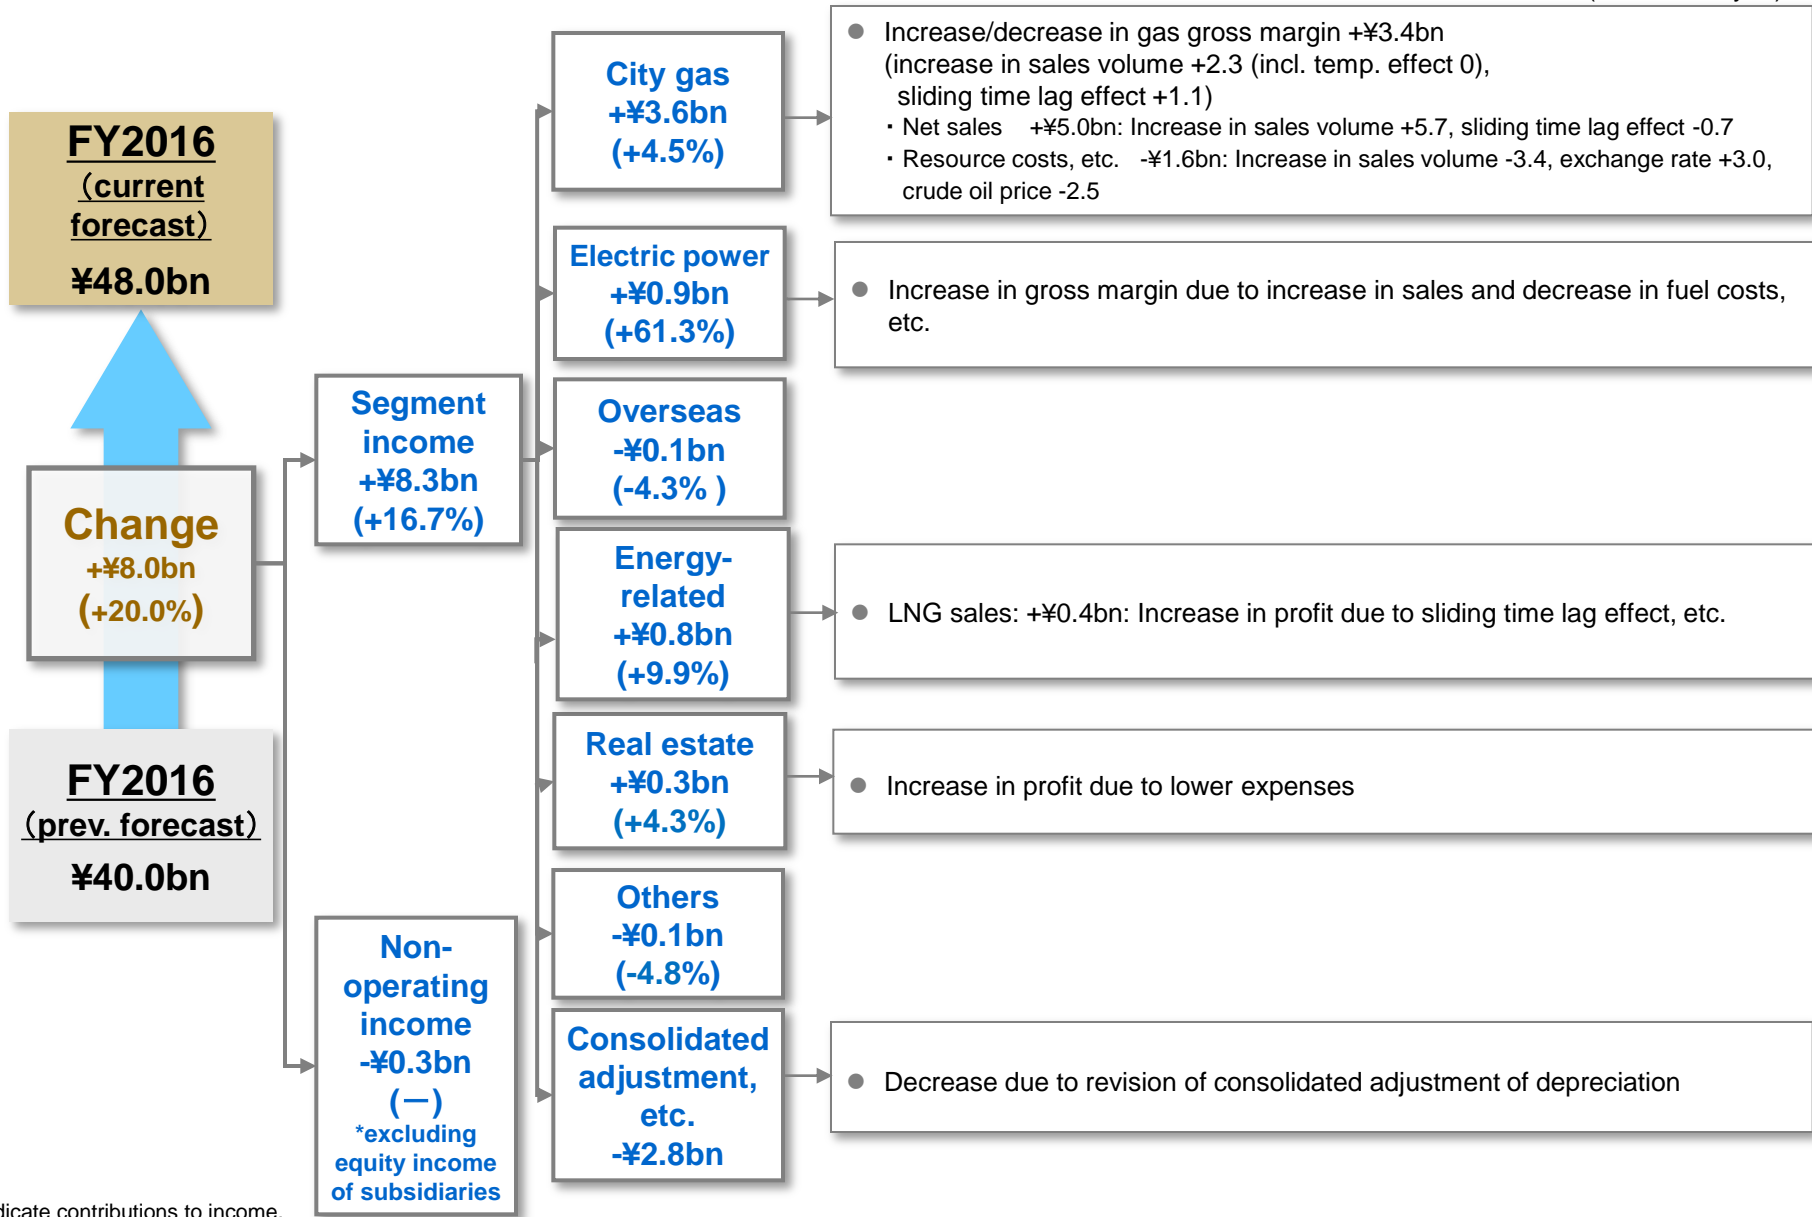 FY2016
（current
forecast）
¥48.0bn
Change
+¥8.0bn
(+20.0%)
FY2016
（prev. forecast）
¥40.0bn
Segment
income
+¥8.3bn
(+16.7%)
Non-
operating
income
-¥0.3bn
(－)
*excluding
equity income
of subsidiaries
City gas
+¥3.6bn
(+4.5%)
● Increase/decrease in gas gross margin +¥3.4bn
(increase in sales volume +2.3 (incl. temp. effect 0),
sliding time lag effect +1.1)
・Net sales +¥5.0bn: Increase in sales volume +5.7, sliding time lag effect -0.7
・Resource costs, etc. -¥1.6bn: Increase in sales volume -3.4, exchange rate +3.0,
crude oil price -2.5
Electric power
+¥0.9bn
(+61.3%)
● Increase in gross margin due to increase in sales and decrease in fuel costs,
etc.
Overseas
-¥0.1bn
(-4.3% )
Energy-
related
+¥0.8bn
(+9.9%)
● LNG sales: +¥0.4bn: Increase in profit due to sliding time lag effect, etc.
Real estate
+¥0.3bn
(+4.3%)
● Increase in profit due to lower expenses
Others
-¥0.1bn
(-4.8%)
Consolidated
adjustment,
etc.
-¥2.8bn
● Decrease due to revision of consolidated adjustment of depreciation
dicate contributions to income.